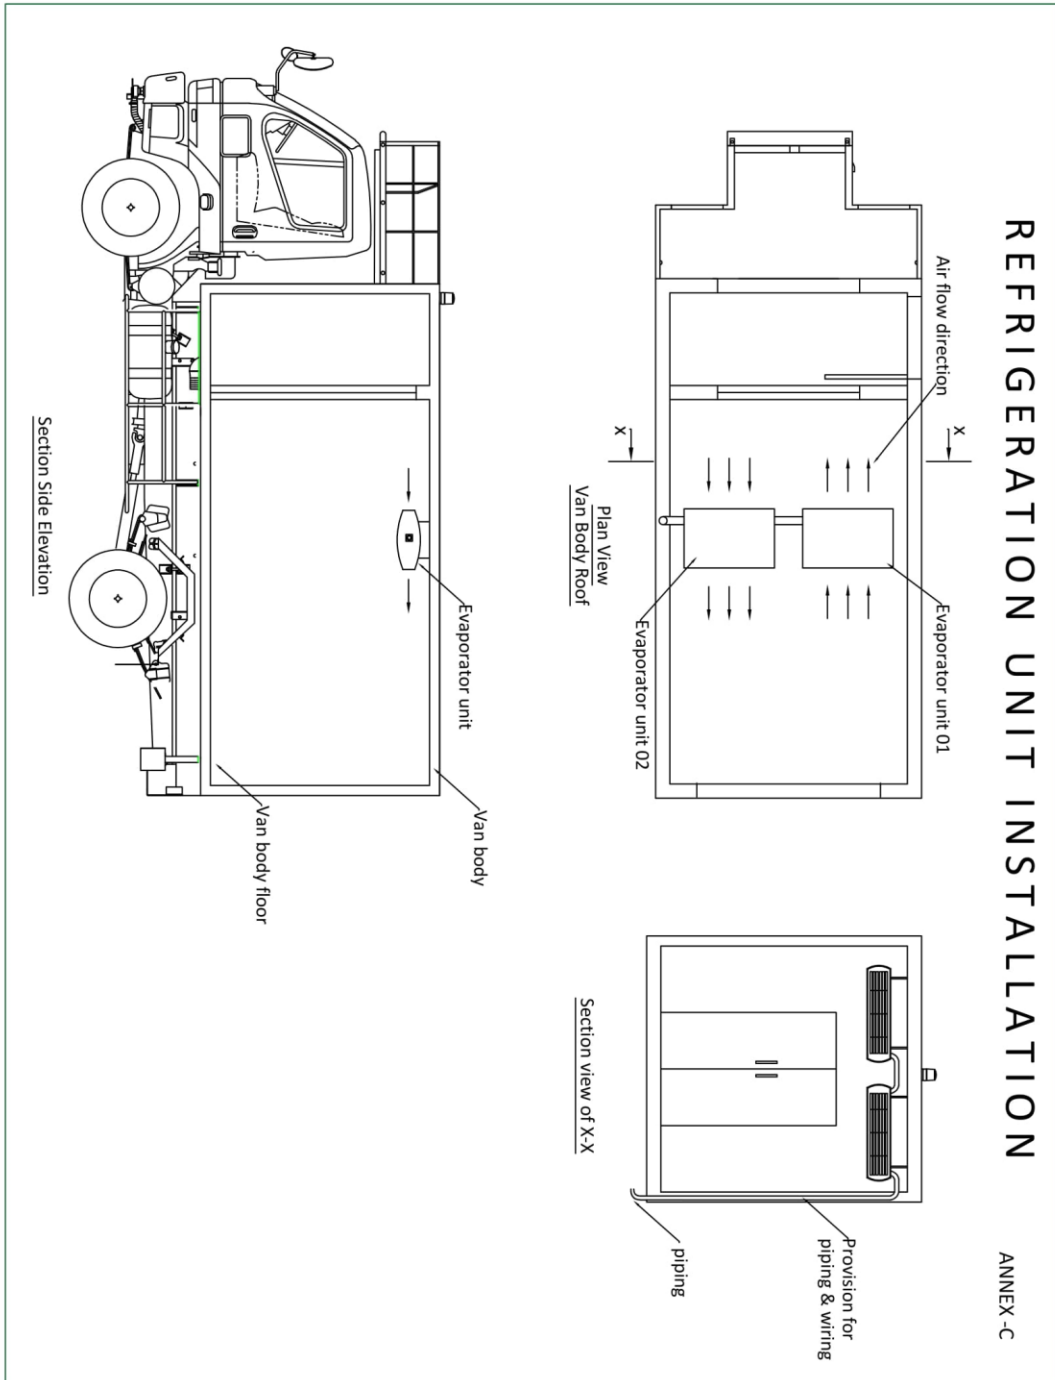 REFRIGERATION UNIT INSTALLATION
ANNEX -C
Air flow direction
X
X
Evaporator unit 01
Evaporator unit 02
Plan View
Van Body Roof
Provision for
piping & wiring
piping
Section view of X-X
Evaporator unit
Van body
Van body floor
Section Side Elevation